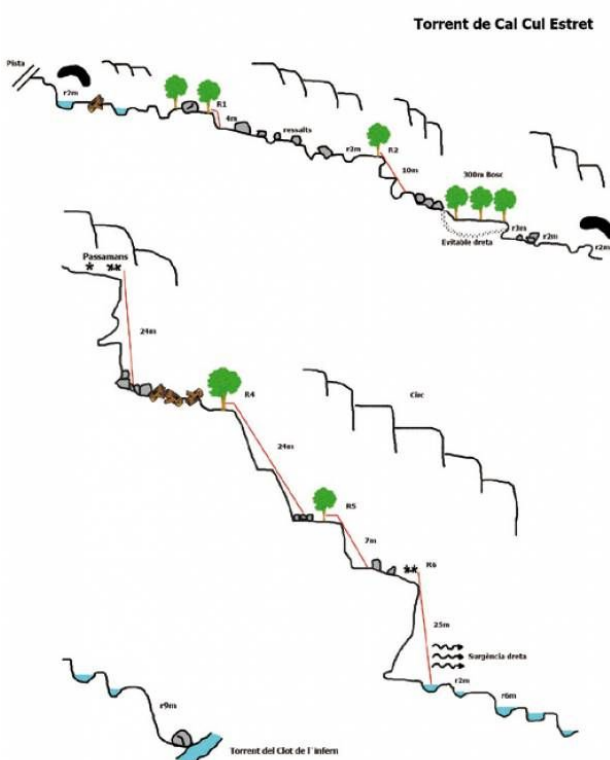 Torrent de Cal Cul Estret
Pista
r2m
R1
4m
ressalts
r2m
R2
10m
300m Bosc
Evitable dreta
r3m
r2m
r2m
Passamans
24m
R4
24m
Circ
R5
7m
R6
25m
Surgència dreta
r2m
r6m
r9m
Torrent del Clot de l´infern